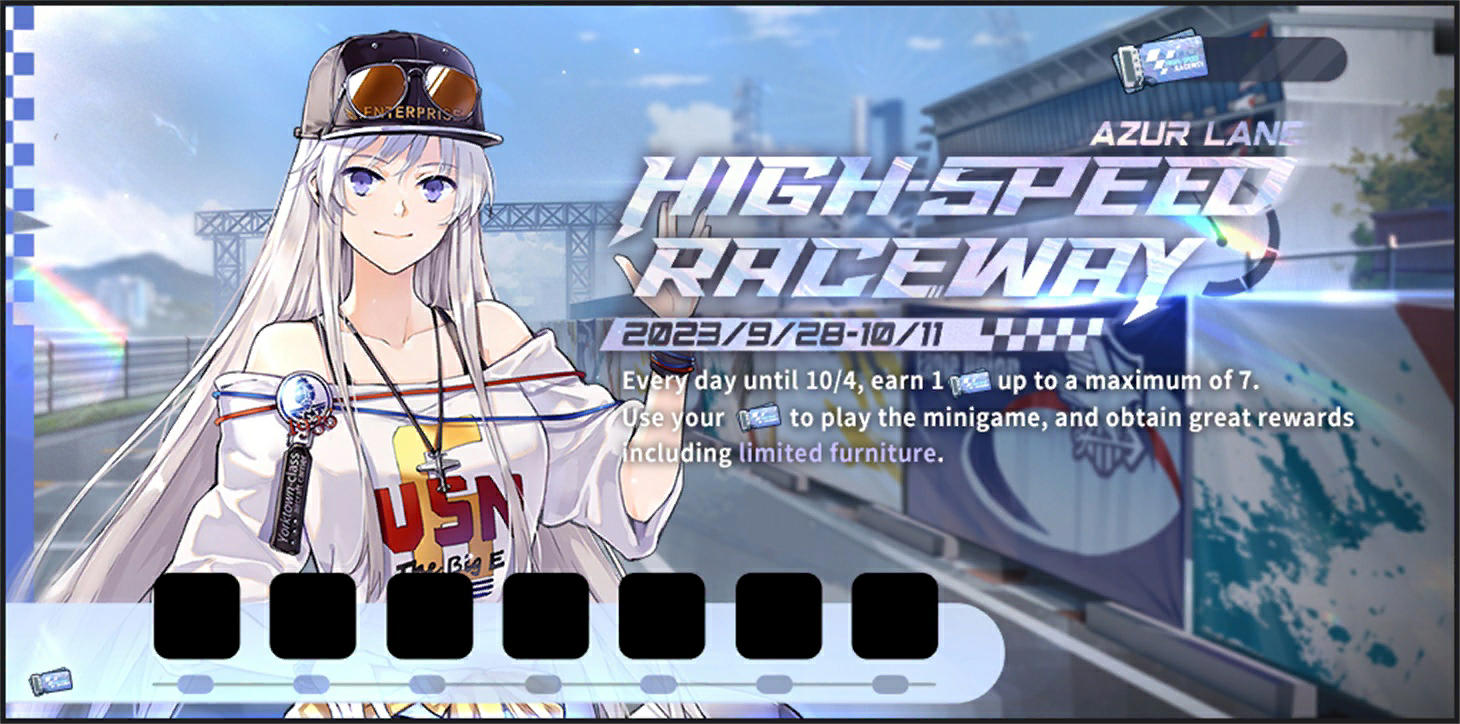 ENTERPRISE
AZUR LANE
HIGH-SPEED
RACEWAY
2023/9/28-10/11
Every day until 10/4, earn 1 up to a maximum of 7.
Use your to play the minigame, and obtain great rewards
including limited furniture.
Yorktown-class
aircraft carrier
USN
The Big E